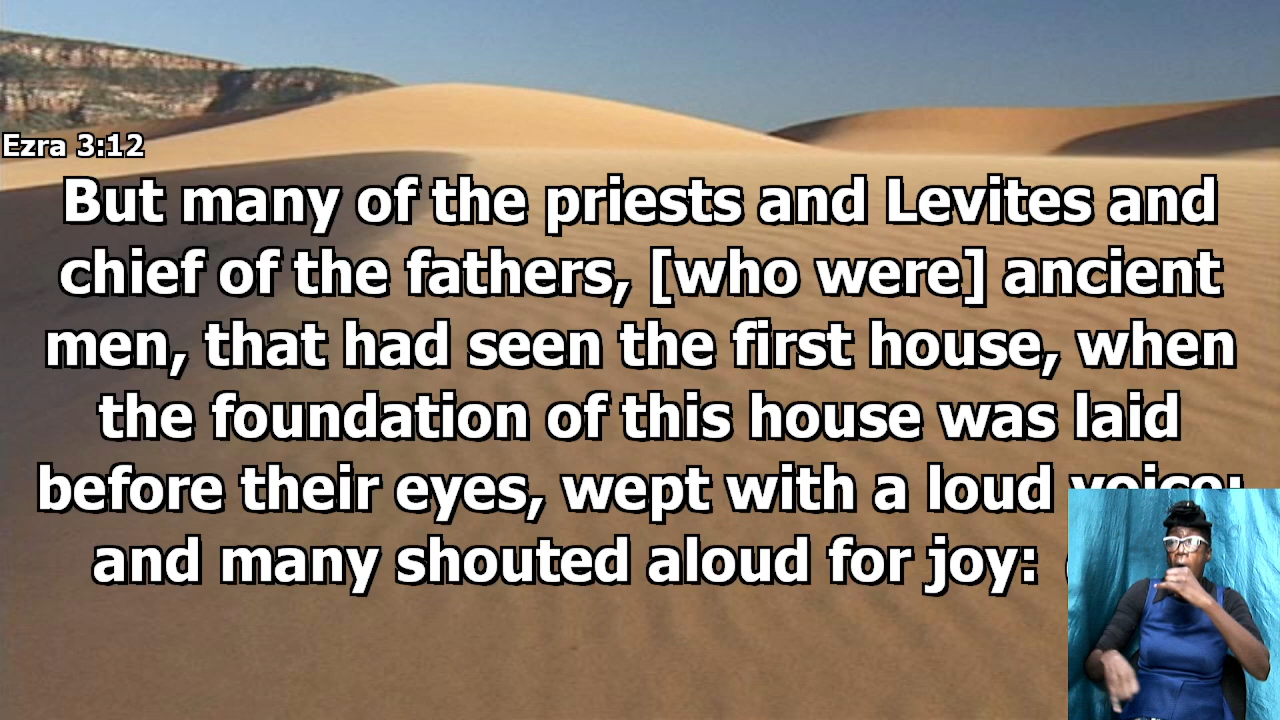 Ezra 3:12
But many of the priests and Levites and
chief of the fathers, [who were] ancient
men, that had seen the first house, when
the foundation of this house was laid
before their eyes, wept with a loud voice;
and many shouted aloud for joy: